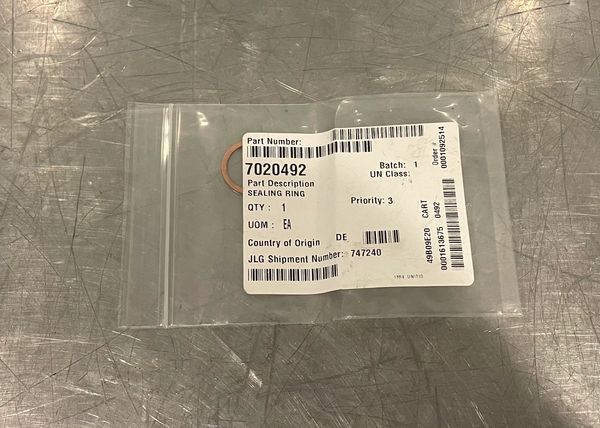 Part Number:
7020492
Batch: 1
UN Class:
Part Description
SEALING RING
QTY : 1
Priority: 3
UOM : EA
Country of Origin DE
JLG Shipment Number: 747240
Order #
0001092514
49B09E20 CART
0001613675 0492